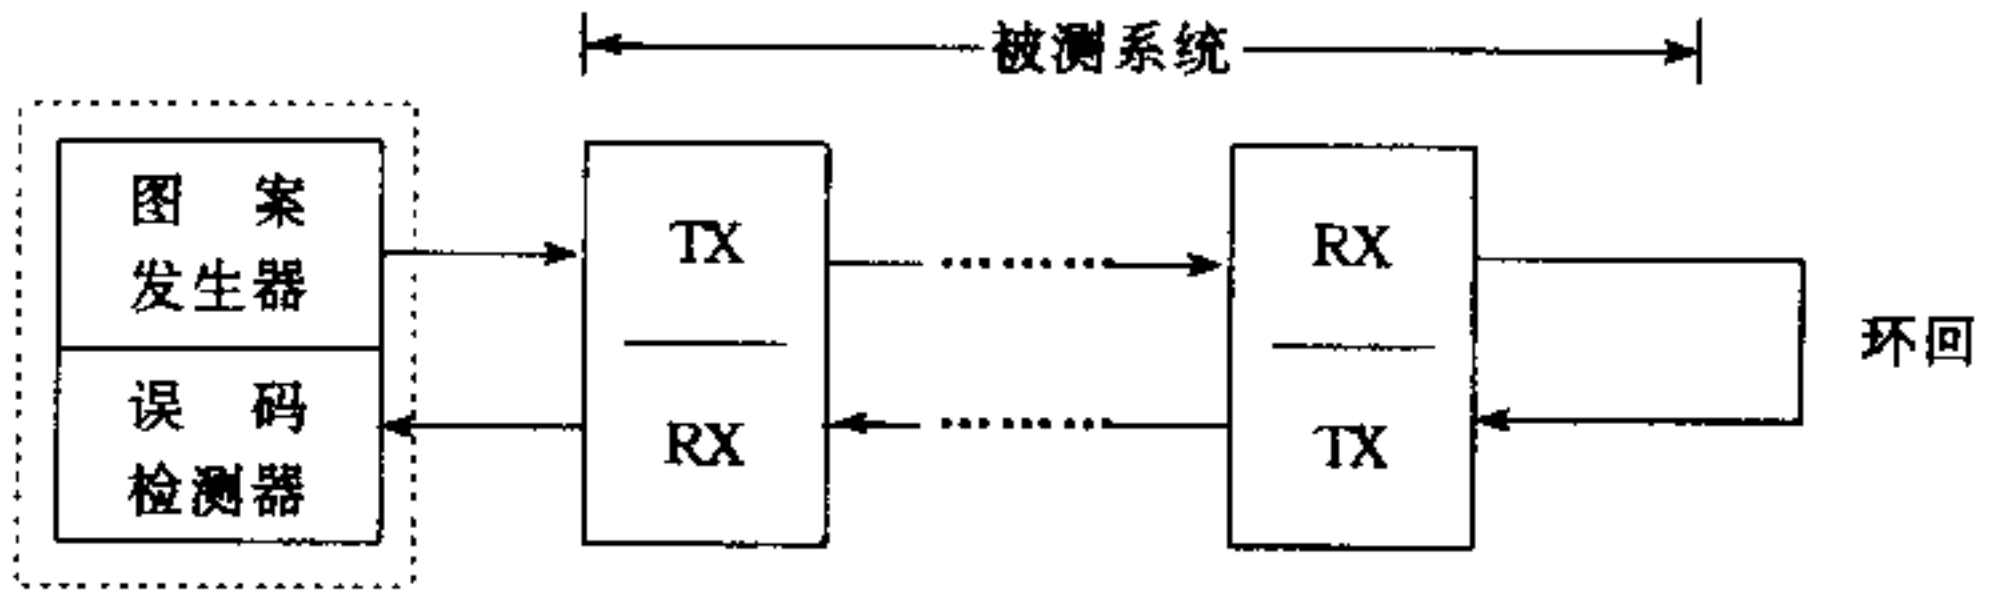 被测系统
图案
发生器
误码
检测器
TX
RX
RX
TX
环回